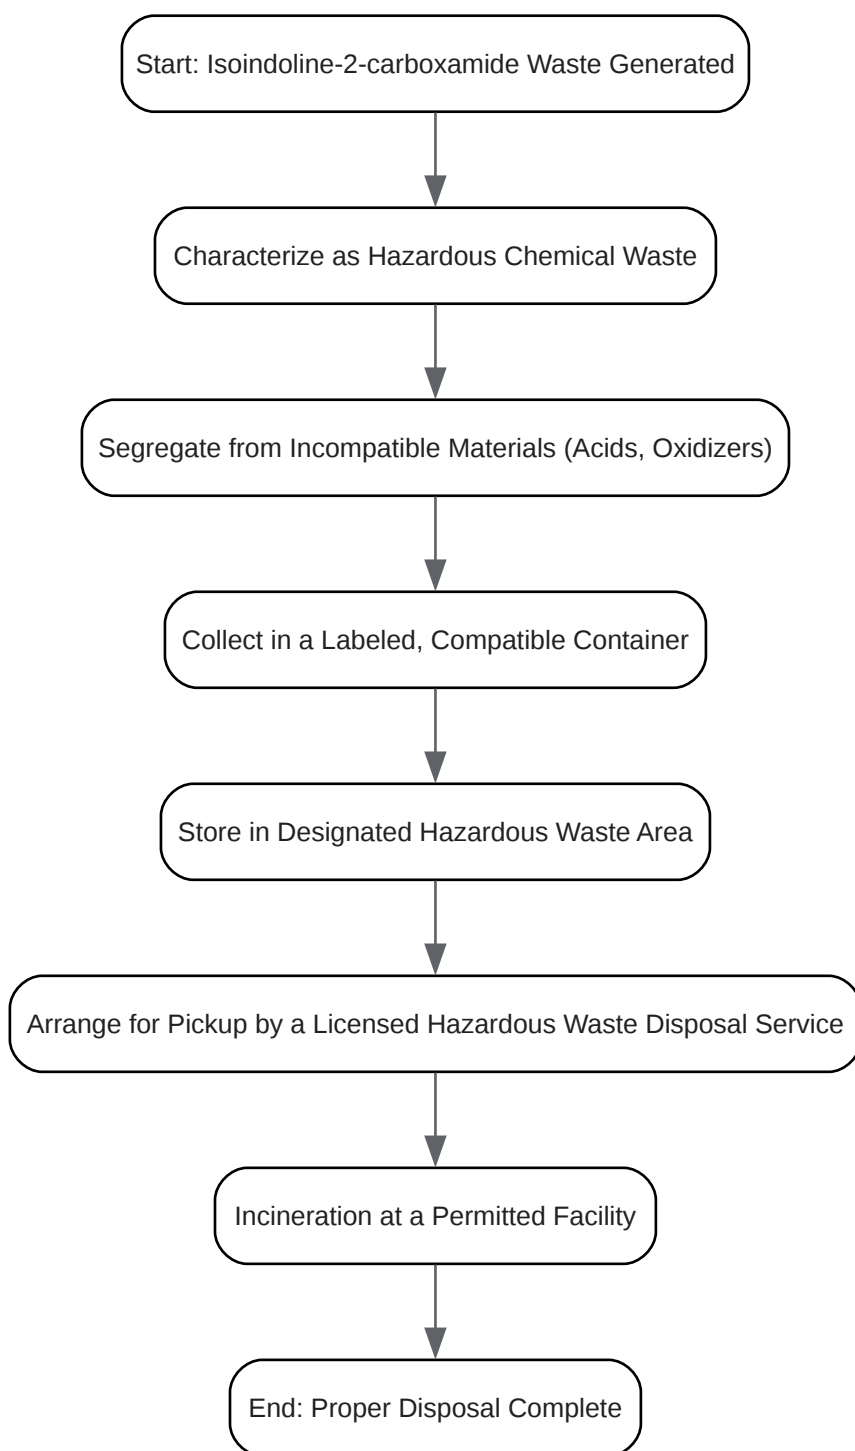 Start: Isoindoline-2-carboxamide Waste Generated
Characterize as Hazardous Chemical Waste
Segregate from Incompatible Materials (Acids, Oxidizers)
Collect in a Labeled, Compatible Container
Store in Designated Hazardous Waste Area
Arrange for Pickup by a Licensed Hazardous Waste Disposal Service
Incineration at a Permitted Facility
End: Proper Disposal Complete